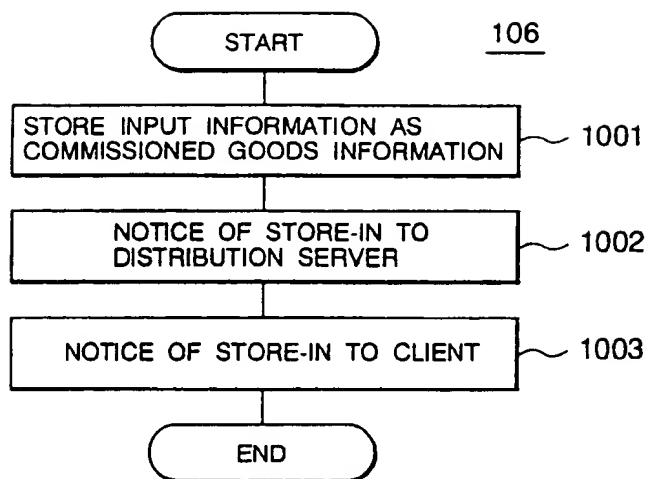 START
106
STORE INPUT INFORMATION AS
COMMISSIONED GOODS INFORMATION
1001
NOTICE OF STORE-IN TO
DISTRIBUTION SERVER
1002
NOTICE OF STORE-IN TO CLIENT
1003
END